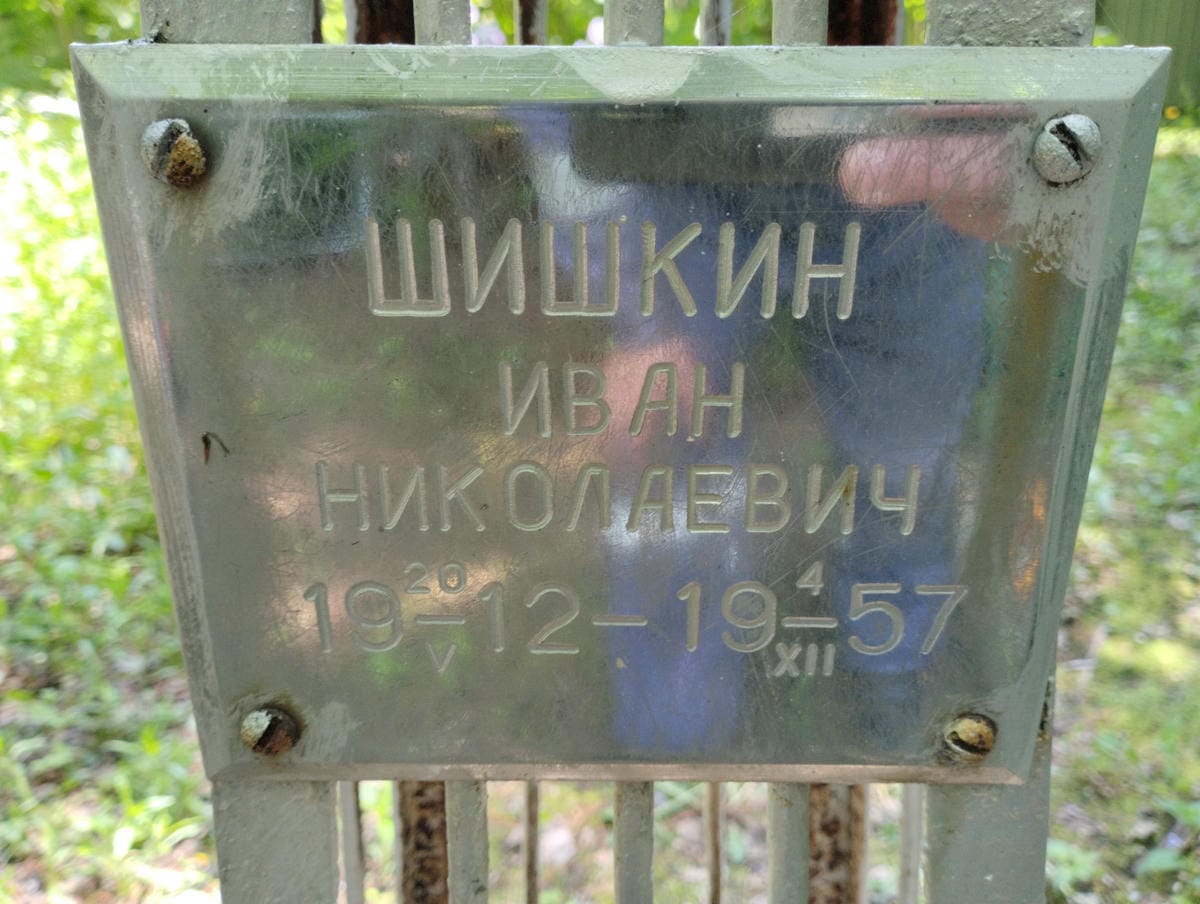 ШИШКИН
ИВАН
НИКОЛАЕВИЧ
19 20/V 12 - 19 4/XII 57